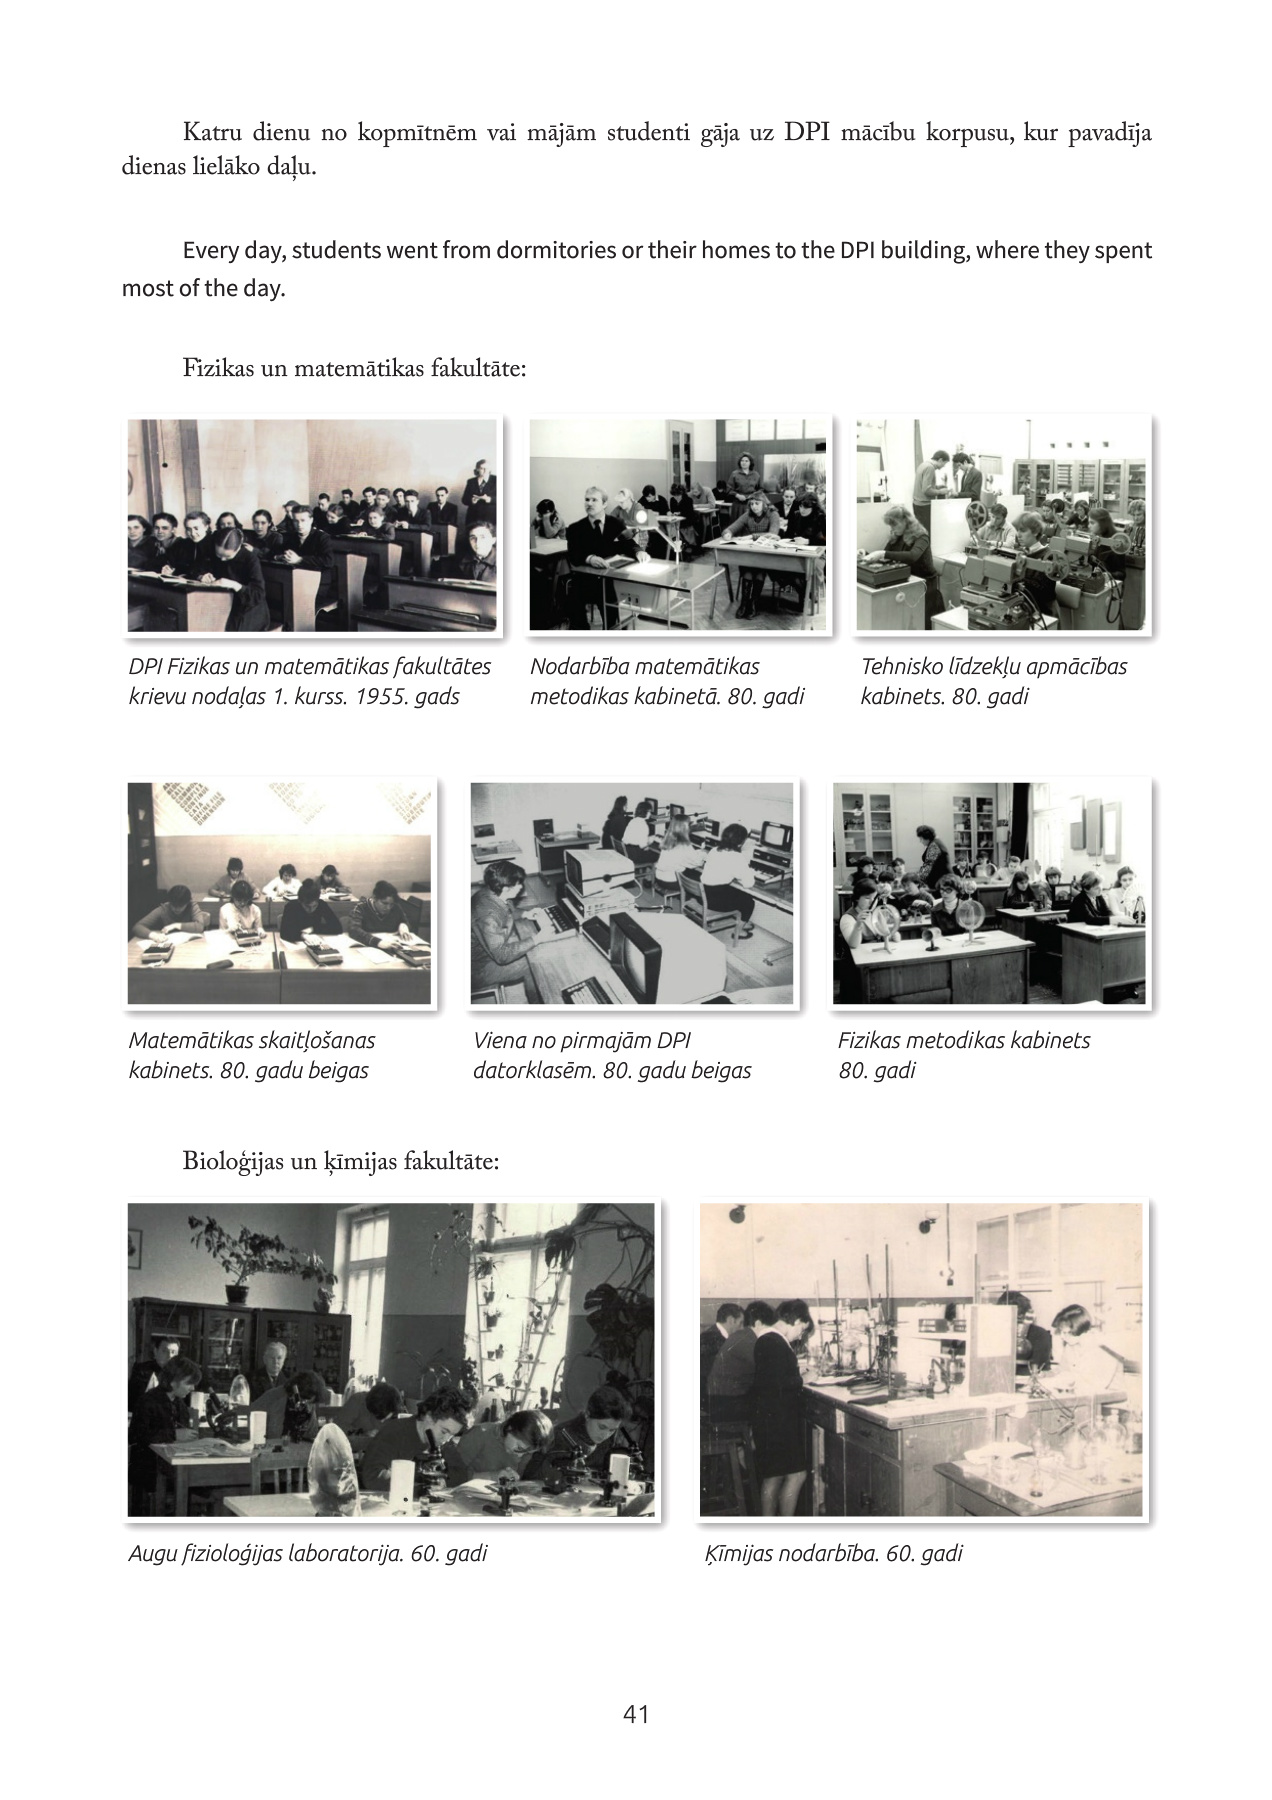 Katru dienu no kopmītnēm vai mājām studenti gāja uz DPI mācību korpusu, kur pavadīja
dienas lielāko daļu.
Every day, students went from dormitories or their homes to the DPI building, where they spent
most of the day.
Fizikas un matemātikas fakultāte:
DPI Fizikas un matemātikas fakultātes
krievu nodaļas 1. kurss. 1955. gads
Nodarbība matemātikas
metodikas kabinetā. 80. gadi
Tehnisko līdzekļu apmācības
kabinets. 80. gadi
Matemātikas skaitļošanas
kabinets. 80. gadu beigas
Viena no pirmajām DPI
datorklasēm. 80. gadu beigas
Fizikas metodikas kabinets
80. gadi
Bioloģijas un ķīmijas fakultāte:
Augu fizioloģijas laboratorija. 60. gadi
Ķīmijas nodarbība. 60. gadi
41